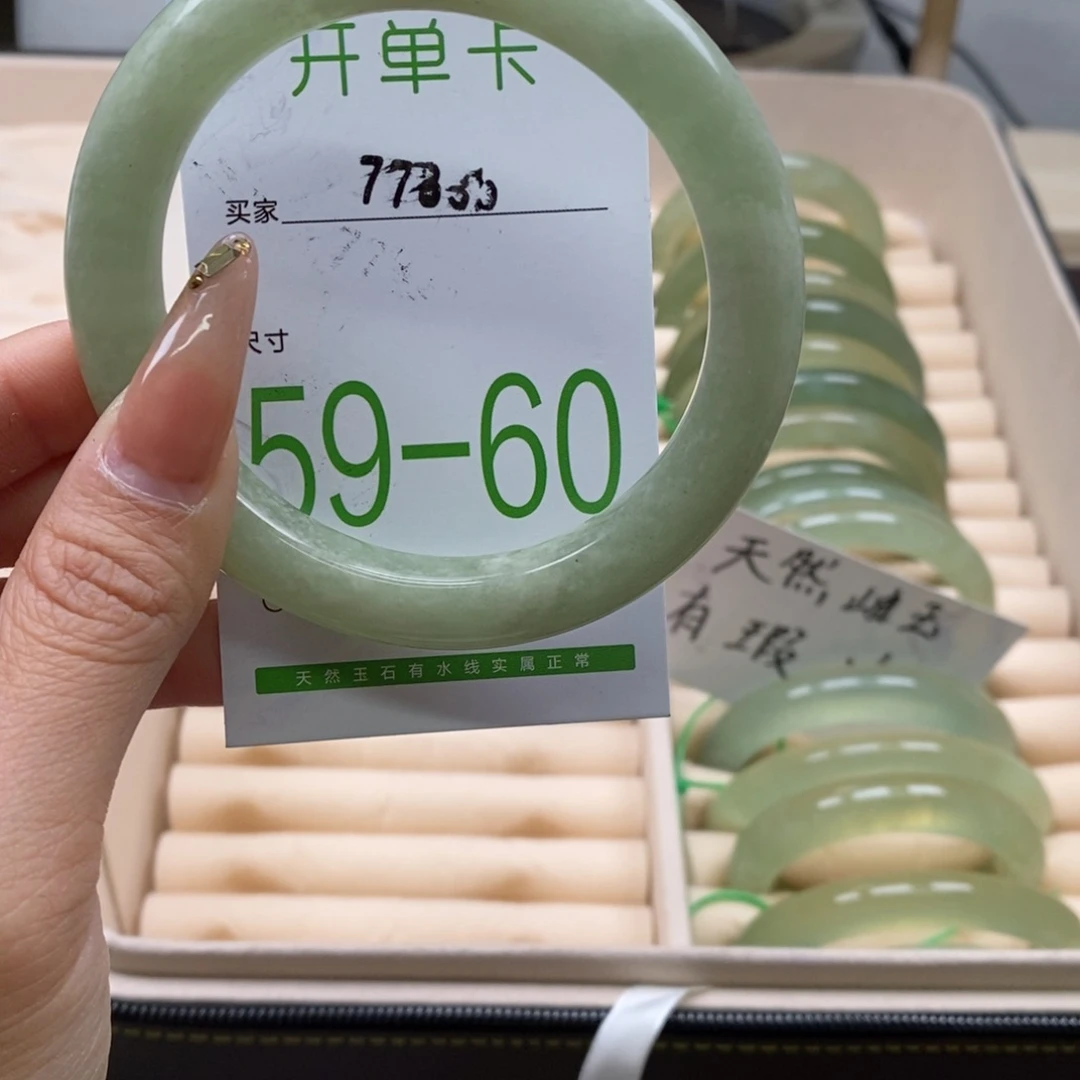 开单卡
买家
尺寸
59-60
天然玉石有水线实属正常
天然岫玉
有瑕